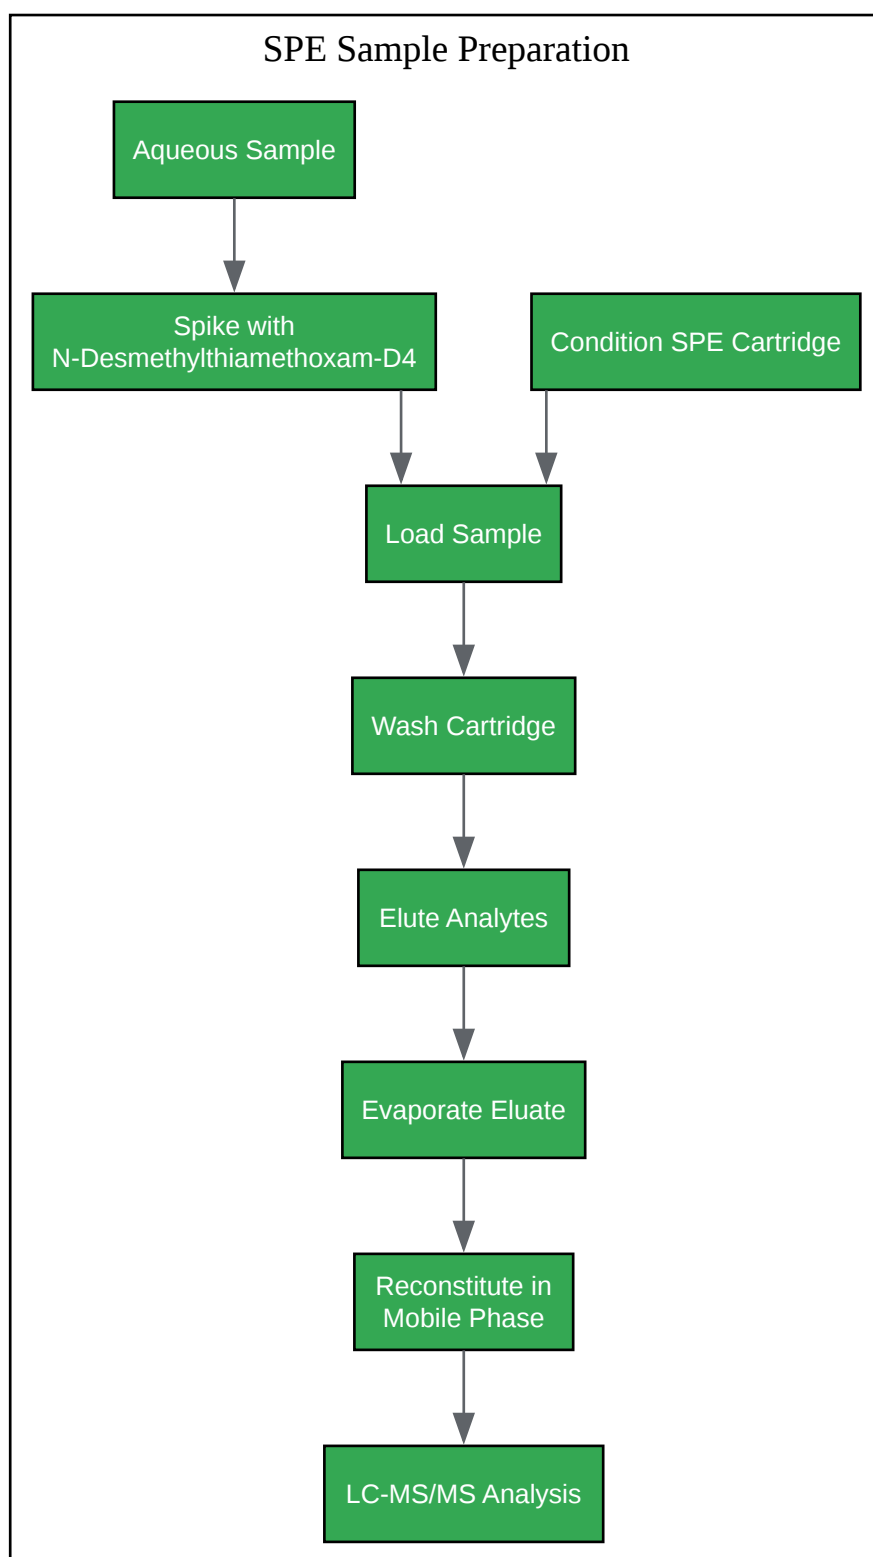 SPE Sample Preparation
Aqueous Sample
Spike with
N-Desmethylthiamethoxam-D4
Condition SPE Cartridge
Load Sample
Wash Cartridge
Elute Analytes
Evaporate Eluate
Reconstitute in
Mobile Phase
LC-MS/MS Analysis